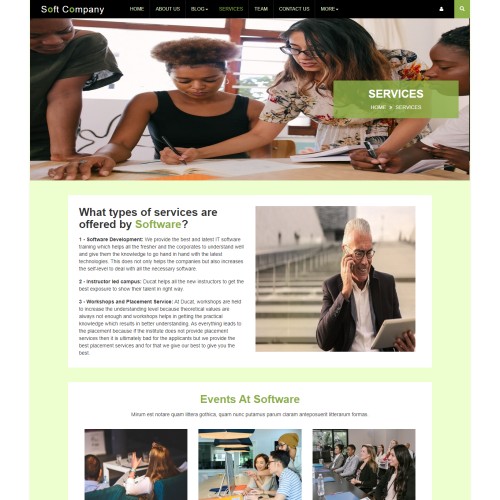 Soft Company
HOME ABOUT US BLOG SERVICES TEAM CONTACT US MORE
SERVICES
HOME » SERVICES
What types of services are
offered by Software?
1 - Software Development: We provide the best and latest IT software
training which helps all the fresher and the corporates to understand well
and give them the knowledge to go hand in hand with the latest
technologies. This does not only helps the companies but also increases
the self-level to deal with all the necessary software.
2 - Instructor led campus: Ducat helps all the new instructors to get the
best exposure to show their talent in right way.
3 - Workshops and Placement Service: At Ducat, workshops are held
to increase the understanding level because theoretical values are
always not enough and workshops helps in getting the practical
knowledge which results in better understanding. As everything leads to
the placement because if the institute does not provide placement
services then it is ultimately bad for the applicants but we provide the
best placement services and for that we give our best to give you the
best.
Events At Software
Mirum est notare quam littera gothica, quam nunc putamus parum claram anteposuerit litterarum formas.